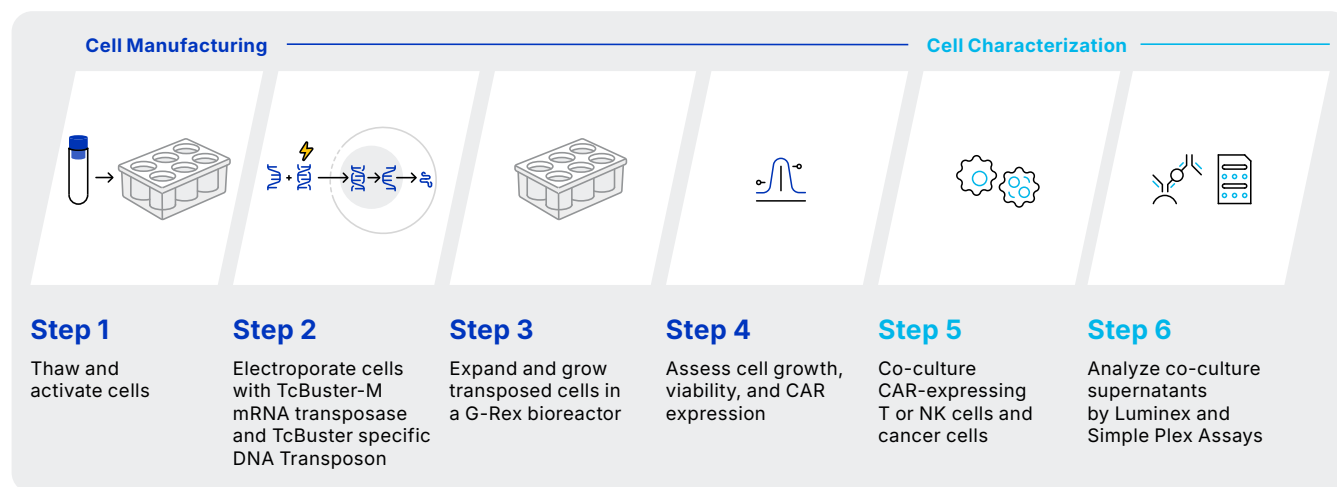 Cell Manufacturing
Cell Characterization
Step 1
Thaw and
activate cells
Step 2
Electroporate cells
with TcBuster-M
mRNA transposase
and TcBuster specific
DNA Transposon
Step 3
Expand and grow
transposed cells in
a G-Rex bioreactor
Step 4
Assess cell growth,
viability, and CAR
expression
Step 5
Co-culture
CAR-expressing
T or NK cells and
cancer cells
Step 6
Analyze co-culture
supernatants
by Luminex and
Simple Plex Assays